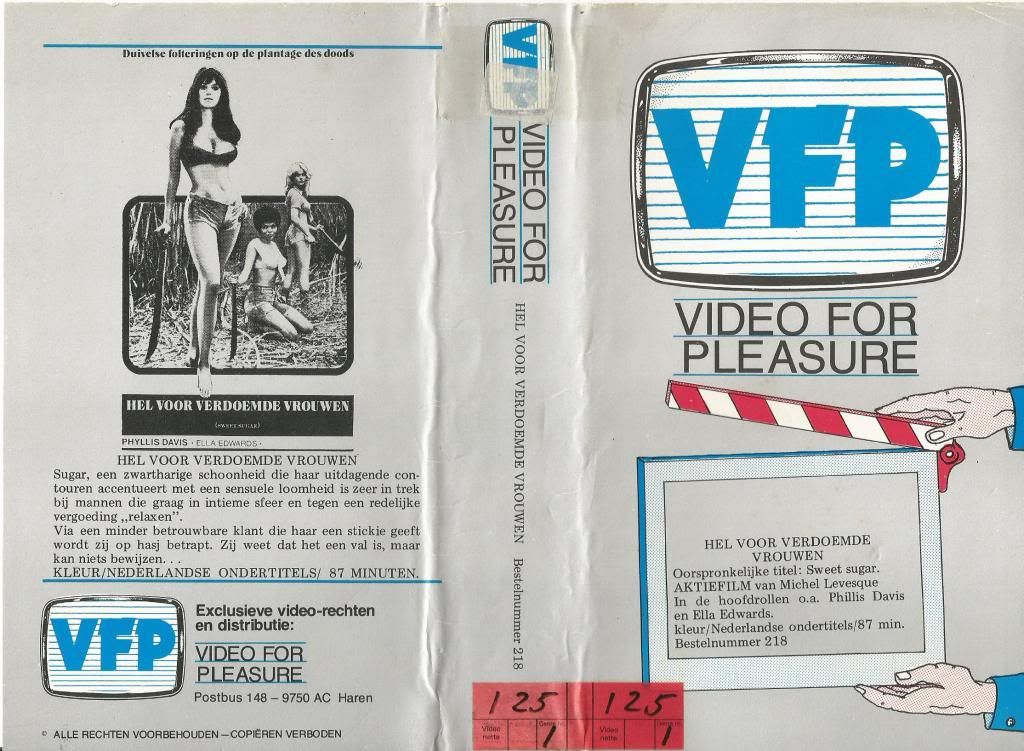 Duivelse folteringen op de plantage des doods
HEL VOOR VERDOEMDE VROUWEN
(SWEET SUGAR)
PHYLLIS DAVIS · ELLA EDWARDS ·
HEL VOOR VERDOEMDE VROUWEN
Sugar, een zwartharige schoonheid die haar uitdagende con-
touren accentueert met een sensuele loomheid is zeer in trek
bij mannen die graag in intieme sfeer en tegen een redelijke
vergoeding ,,relaxen".
Via een minder betrouwbare klant die haar een stickie geeft
wordt zij op hasj betrapt. Zij weet dat het een val is, maar
kan niets bewijzen. . .
KLEUR/NEDERLANDSE ONDERTITELS/ 87 MINUTEN.
VFP
Exclusieve video-rechten
en distributie:
VIDEO FOR
PLEASURE
Postbus 148 – 9750 AC Haren
© ALLE RECHTEN VOORBEHOUDEN – COPIËREN VERBODEN
VFP
VIDEO FOR
PLEASURE
HEL VOOR VERDOEMDE VROUWEN Bestelnummer 218
125
Video
nette
Genre nr.
1
125
Video
nette
1
VFP
VIDEO FOR
PLEASURE
HEL VOOR VERDOEMDE
VROUWEN
Oorspronkelijke titel: Sweet sugar.
AKTIEFILM van Michel Levesque
In de hoofdrollen o.a. Phillis Davis
en Ella Edwards.
kleur/Nederlandse ondertitels/87 min.
Bestelnummer 218